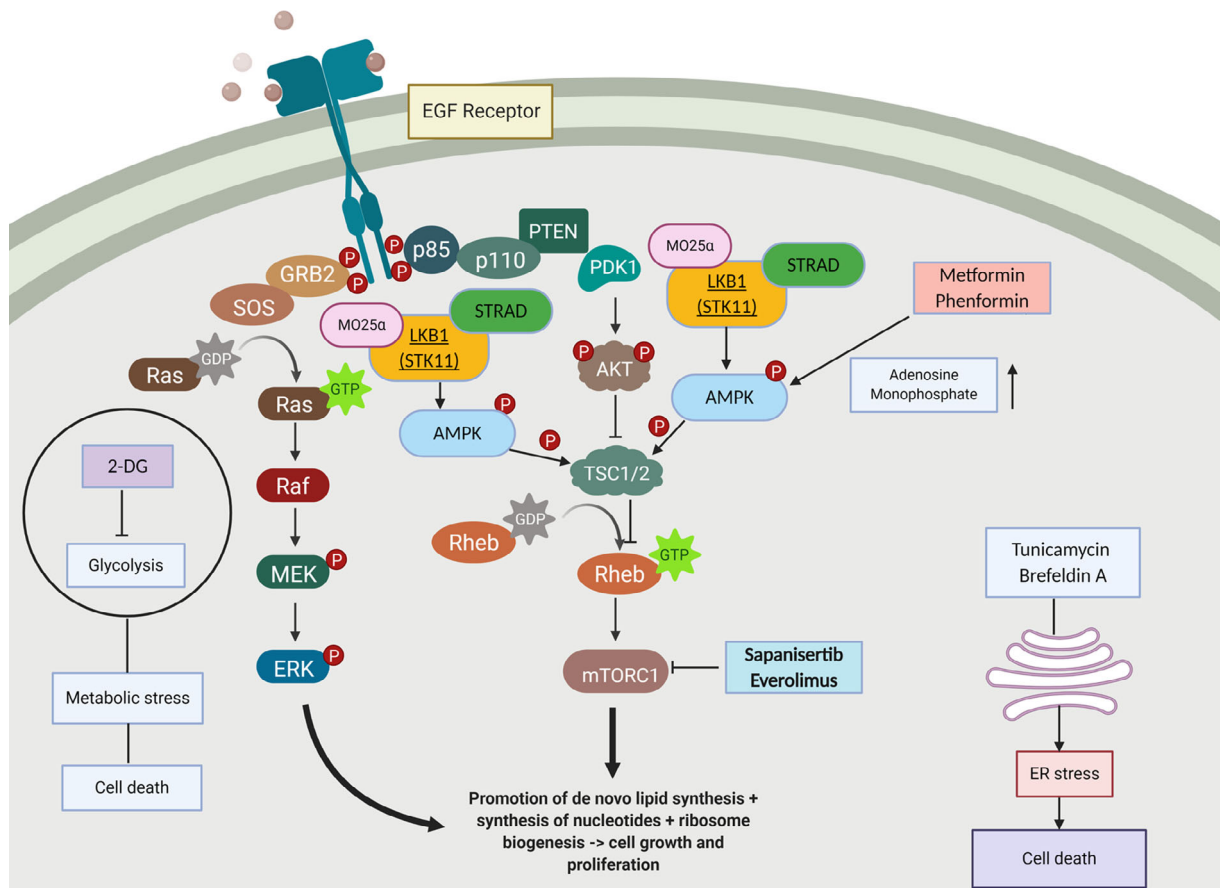 EGF Receptor
P
P
P
P
GRB2
SOS
p85
p110
PTEN
PDK1
MO25α
STRAD
LKB1
(STK11)
MO25α
STRAD
LKB1
(STK11)
Metformin
Phenformin
Ras
GDP
Ras
GTP
P
P
AKT
AMPK
P
Adenosine
Monophosphate
AMPK
P
P
P
TSC1/2
2-DG
Glycolysis
Raf
Rheb
GDP
Rheb
GTP
MEK
P
ERK
P
mTORC1
Sapanisertib
Everolimus
Tunicamycin
Brefeldin A
Metabolic stress
Cell death
ER stress
Cell death
Promotion of de novo lipid synthesis +
synthesis of nucleotides + ribosome
biogenesis -> cell growth and
proliferation